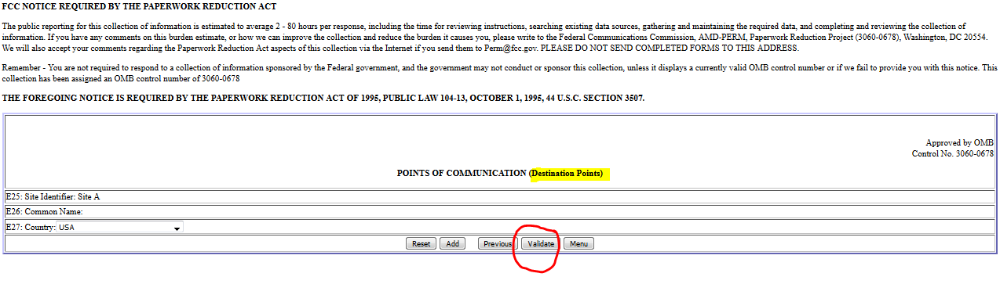 FCC NOTICE REQUIRED BY THE PAPERWORK REDUCTION ACT
The public reporting for this collection of information is estimated to average 2 - 80 hours per response, including the time for reviewing instructions, searching existing data sources, gathering and maintaining the required data, and completing and reviewing the collection of
information. If you have any comments on this burden estimate, or how we can improve the collection and reduce the burden it causes you, please write to the Federal Communications Commission, AMD-PERM, Paperwork Reduction Project (3060-0678), Washington, DC 20554.
We will also accept your comments regarding the Paperwork Reduction Act aspects of this collection via the Internet if you send them to Perm@fcc.gov. PLEASE DO NOT SEND COMPLETED FORMS TO THIS ADDRESS.
Remember - You are not required to respond to a collection of information sponsored by the Federal government, and the government may not conduct or sponsor this collection, unless it displays a currently valid OMB control number or if we fail to provide you with this notice. This
collection has been assigned an OMB control number of 3060-0678
THE FOREGOING NOTICE IS REQUIRED BY THE PAPERWORK REDUCTION ACT OF 1995, PUBLIC LAW 104-13, OCTOBER 1, 1995, 44 U.S.C. SECTION 3507.
Approved by OMB
Control No. 3060-0678
POINTS OF COMMUNICATION (Destination Points)
E25: Site Identifier: Site A
E26: Common Name:
E27: Country: USA
Reset Add Previous Validate Menu